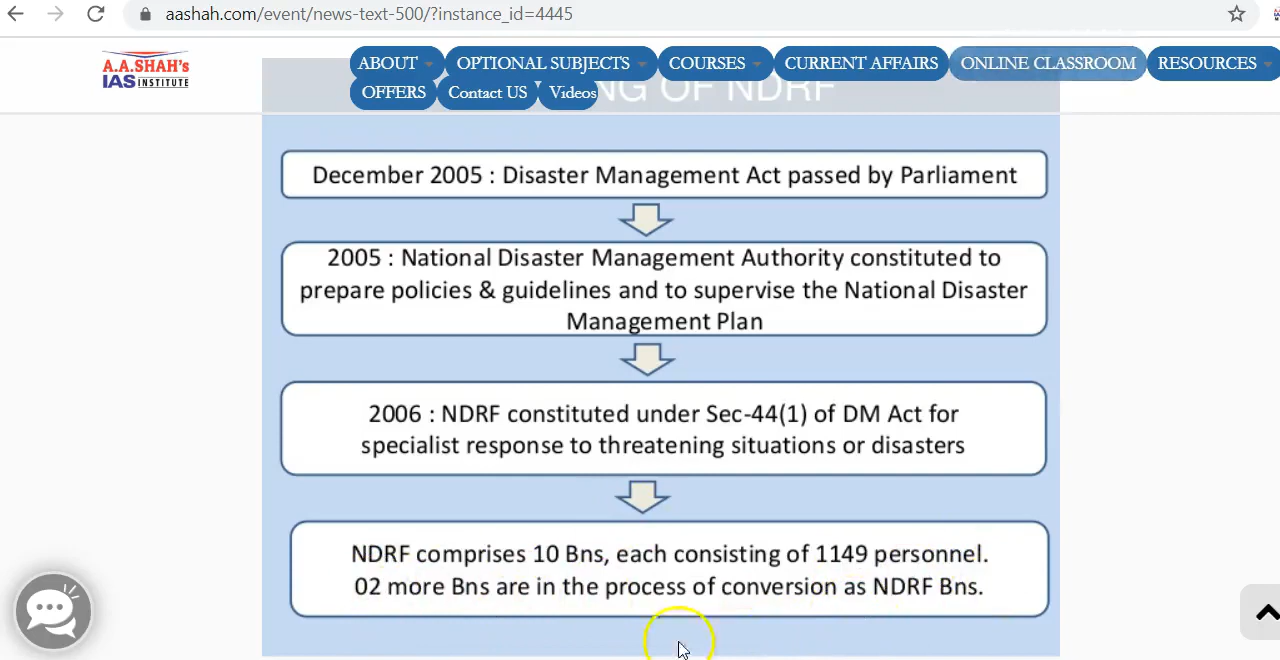 aashah.com/event/news-text-500/?instance_id=4445
A.A.SHAH's
IAS INSTITUTE
ABOUT OPTIONAL SUBJECTS COURSES CURRENT AFFAIRS ONLINE CLASSROOM RESOURCES
OFFERS Contact US Videos
OF NDRF
December 2005 : Disaster Management Act passed by Parliament
2005 : National Disaster Management Authority constituted to
prepare policies & guidelines and to supervise the National Disaster
Management Plan
2006 : NDRF constituted under Sec-44(1) of DM Act for
specialist response to threatening situations or disasters
NDRF comprises 10 Bns, each consisting of 1149 personnel.
02 more Bns are in the process of conversion as NDRF Bns.